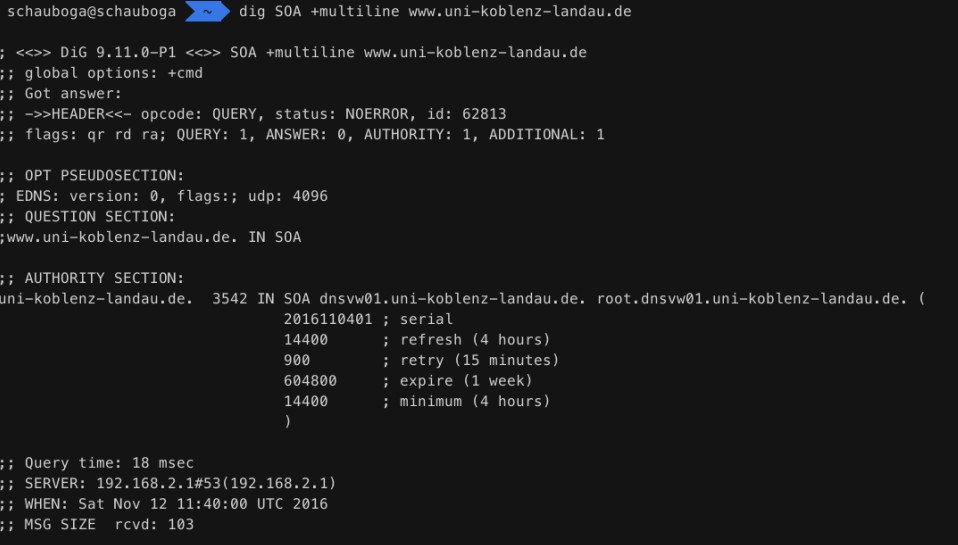 schauboga@schauboga ~ dig SOA +multiline www.uni-koblenz-landau.de
; <<>> DiG 9.11.0-P1 <<>> SOA +multiline www.uni-koblenz-landau.de
;; global options: +cmd
;; Got answer:
;; ->>HEADER<<- opcode: QUERY, status: NOERROR, id: 62813
;; flags: qr rd ra; QUERY: 1, ANSWER: 0, AUTHORITY: 1, ADDITIONAL: 1
;; OPT PSEUDOSECTION:
; EDNS: version: 0, flags:; udp: 4096
;; QUESTION SECTION:
;www.uni-koblenz-landau.de. IN SOA
;; AUTHORITY SECTION:
uni-koblenz-landau.de. 3542 IN SOA dnsvw01.uni-koblenz-landau.de. root.dnsvw01.uni-koblenz-landau.de. (
2016110401 ; serial
14400 ; refresh (4 hours)
900 ; retry (15 minutes)
604800 ; expire (1 week)
14400 ; minimum (4 hours)
)
;; Query time: 18 msec
;; SERVER: 192.168.2.1#53(192.168.2.1)
;; WHEN: Sat Nov 12 11:40:00 UTC 2016
;; MSG SIZE rcvd: 103